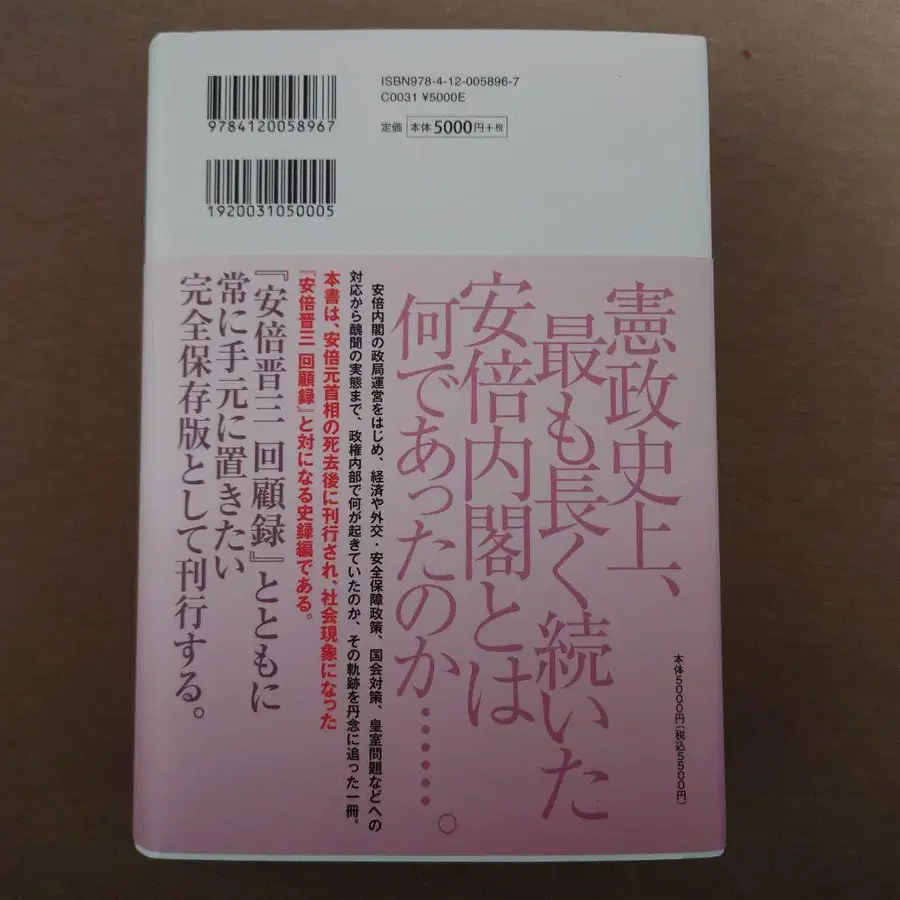 ISBN978-4-12-005896-7
C0031 ¥5000E
定価 本体5000円+税
9784120058967
1920031050005
憲政史上、
最も長く続いた
安倍内閣とは
何であったのか……。
安倍内閣の政局運営をはじめ、経済や外交・安全保障政策、国会対策、皇室問題などへの
対応から醜聞の実態まで、政権内部で何が起きていたのか、その軌跡を丹念に追った一冊。
本書は、安倍元首相の死去後に刊行され、社会現象になった
『安倍晋三 回顧録』と対になる史録編である。
『安倍晋三 回顧録』とともに
常に手元に置きたい
完全保存版として刊行する。
本体5000円(税込5500円)